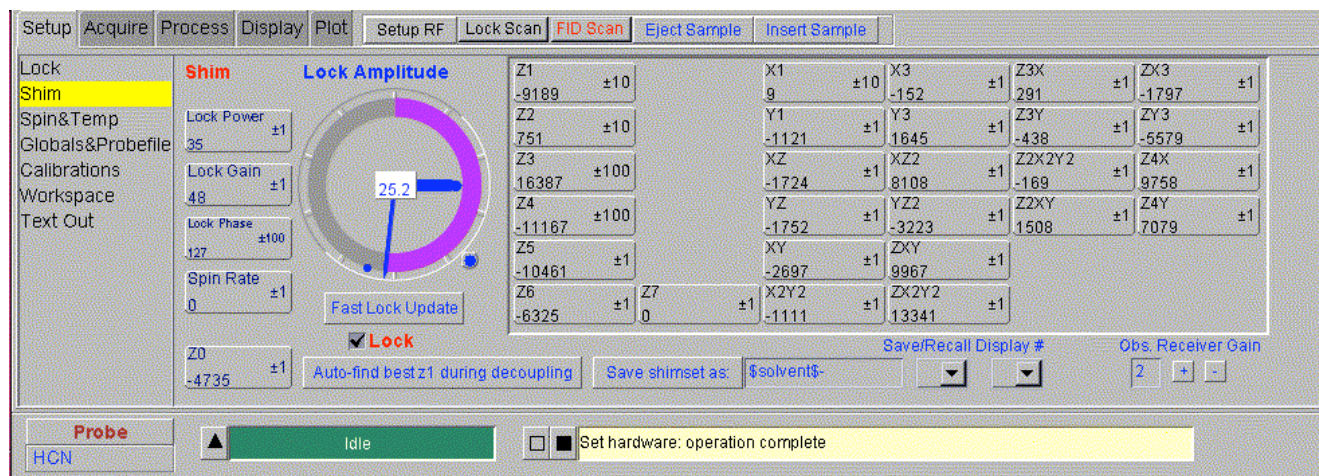 Setup Acquire Process Display Plot Setup RF Lock Scan FID Scan Eject Sample Insert Sample
Lock
Shim
Spin&Temp
Globals&Probefile
Calibrations
Workspace
Text Out
Shim
Lock Power ±1
35
Lock Gain ±1
48
Lock Phase ±100
127
Spin Rate ±1
0
Z0 ±1
-4735
Lock Amplitude
25.2
Fast Lock Update
Lock
Auto-find best z1 during decoupling
Z1 ±10 X1 ±10 X3 ±1 Z3X ±1 ZX3 ±1
-9189 9 -152 291 -1797
Z2 ±10 Y1 ±1 Y3 ±1 Z3Y ±1 ZY3 ±1
751 -1121 1645 -438 -5579
Z3 ±100 XZ ±1 XZ2 ±1 Z2X2Y2 ±1 Z4X ±1
16387 -1724 8108 -169 9758
Z4 ±100 YZ ±1 YZ2 ±1 Z2XY ±1 Z4Y ±1
-11167 -1752 -3223 1508 7079
Z5 ±1 XY ±1 ZXY ±1
-10461 -2697 9967
Z6 ±1 Z7 ±1 X2Y2 ±1 ZX2Y2 ±1
-6325 0 -1111 13341
Save/Recall Display # Obs. Receiver Gain
Save shimset as: $solvent$- 2 + -
Probe
HCN
Idle
Set hardware: operation complete